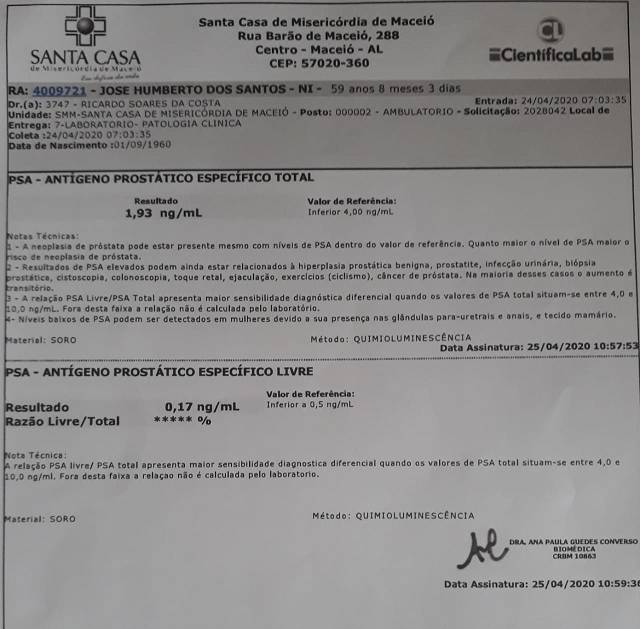 SANTA CASA
de Misericórdia de Maceió
Santa Casa de Misericórdia de Maceió
Rua Barão de Maceió, 288
Centro - Maceió - AL
CEP: 57020-360
CientíficaLab
RA: 4009721 - JOSE HUMBERTO DOS SANTOS - NI - 59 anos 8 meses 3 dias
Dr.(a): 3747 - RICARDO SOARES DA COSTA Entrada: 24/04/2020 07:03:35
Unidade: SMM-SANTA CASA DE MISERICÓRDIA DE MACEIÓ - Posto: 000002 - AMBULATORIO - Solicitação: 2028042 Local de
Entrega: 7-LABORATORIO- PATOLOGIA CLINICA
Coleta :24/04/2020 07:03:35
Data de Nascimento :01/09/1960
PSA - ANTÍGENO PROSTÁTICO ESPECÍFICO TOTAL
Resultado Valor de Referência:
1,93 ng/mL Inferior 4,00 ng/mL
Notas Técnicas:
1 - A neoplasia de próstata pode estar presente mesmo com níveis de PSA dentro do valor de referência. Quanto maior o nível de PSA maior o
risco de neoplasia de próstata.
2 - Resultados de PSA elevados podem ainda estar relacionados à hiperplasia prostática benigna, prostatite, infecção urinária, biópsia
prostática, cistoscopia, colonoscopia, toque retal, ejaculação, exercícios (ciclismo), câncer de próstata. Na maioria desses casos o aumento é
transitório.
3 - A relação PSA Livre/PSA Total apresenta maior sensibilidade diagnóstica diferencial quando os valores de PSA total situam-se entre 4,0 e
10,0 ng/mL. Fora desta faixa a relação não é calculada pelo laboratório.
4- Níveis baixos de PSA podem ser detectados em mulheres devido a sua presença nas glândulas para-uretrais e anais, e tecido mamário.
Material: SORO Método: QUIMIOLUMINESCÊNCIA
Data Assinatura: 25/04/2020 10:57:53
PSA - ANTÍGENO PROSTÁTICO ESPECÍFICO LIVRE
Valor de Referência:
Resultado 0,17 ng/mL Inferior a 0,5 ng/mL
Razão Livre/Total ***** %
Nota Técnica:
A relação PSA livre/ PSA total apresenta maior sensibilidade diagnostica diferencial quando os valores de PSA total situam-se entre 4,0 e
10,0 ng/ml. Fora desta faixa a relaçao não é calculada pelo laboratorio.
Material: SORO Método: QUIMIOLUMINESCÊNCIA
DRA. ANA PAULA GUEDES CONVERSO
BIOMÉDICA
CRBM 10863
Data Assinatura: 25/04/2020 10:59:36